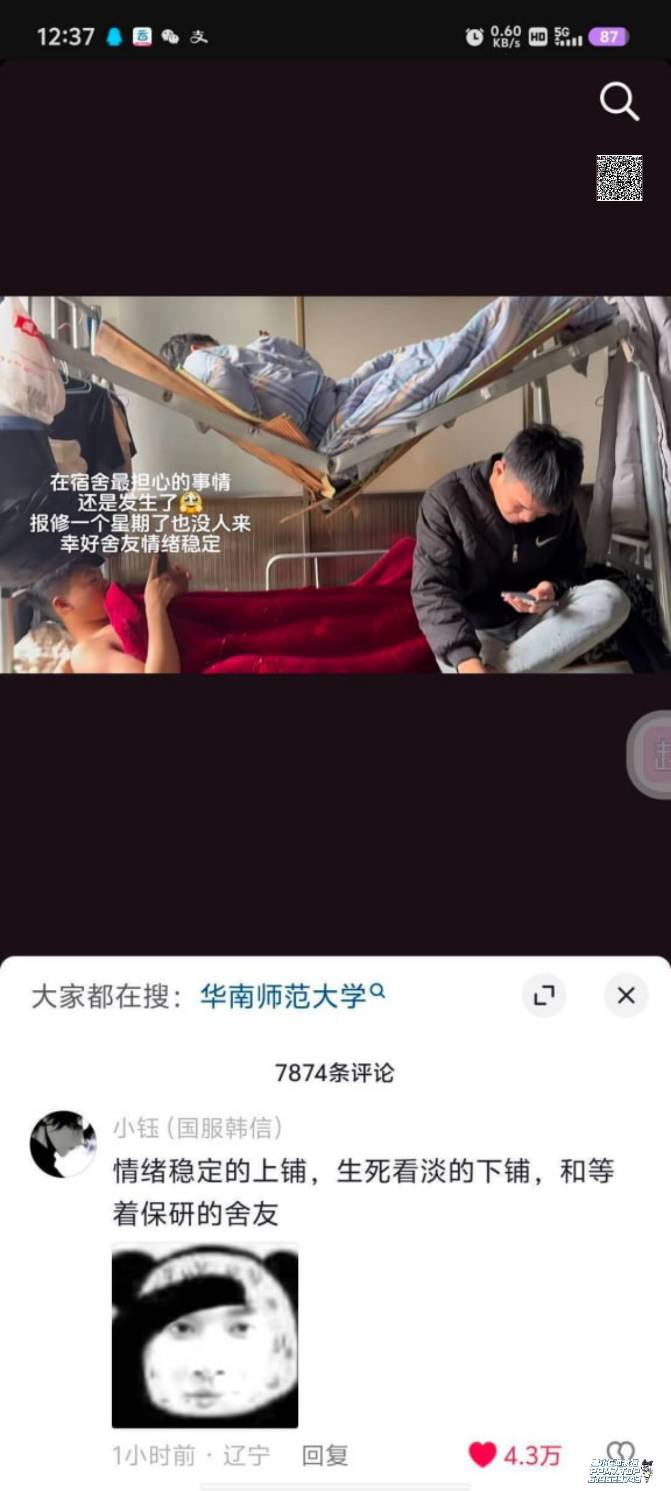 12:37
0.60
KB/s
HD
5G
87
在宿舍最担心的事情
还是发生了
报修一个星期了也没人来
幸好舍友情绪稳定
大家都在搜：华南师范大学
7874条评论
小钰(国服韩信)
情绪稳定的上铺，生死看淡的下铺，和等
着保研的舍友
1小时前 · 辽宁 回复
4.3万